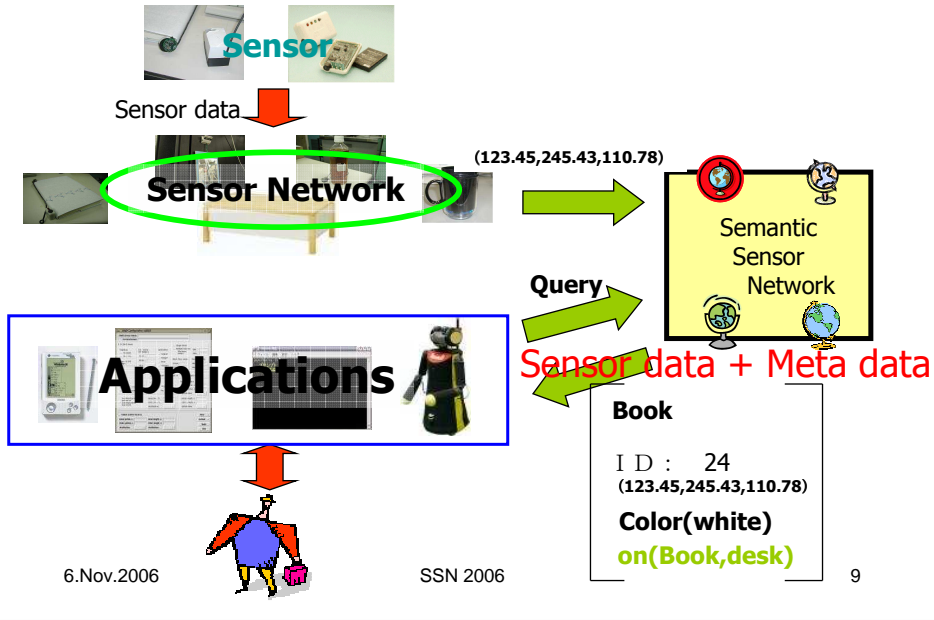 Sensor
Sensor data
Sensor Network
(123.45,245.43,110.78)
Semantic
Sensor
Network
Query
Applications
Sensor data + Meta data
Book
ＩＤ： 24
(123.45,245.43,110.78)
Color(white)
on(Book,desk)
6.Nov.2006
SSN 2006
9